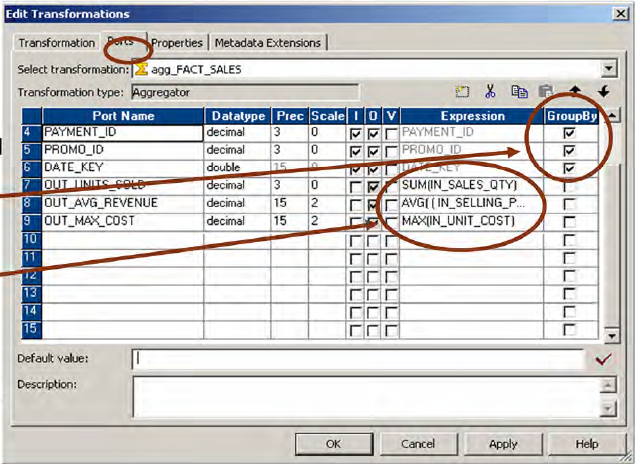 Edit Transformations
Transformation Ports Properties Metadata Extensions
Select transformation: agg_FACT_SALES
Transformation type: Aggregator
Port Name Datatype Prec Scale I O V Expression GroupBy
4 PAYMENT_ID decimal 3 0 PAYMENT_ID
5 PROMO_ID decimal 3 0 PROMO_ID
6 DATE_KEY double 15 0 DATE_KEY
7 OUT_UNITS_SOLD decimal 3 0 SUM(IN_SALES_QTY)
8 OUT_AVG_REVENUE decimal 15 2 AVG( ( IN_SELLING_P...
9 OUT_MAX_COST decimal 15 2 MAX(IN_UNIT_COST)
10
11
12
13
14
15
Default value:
Description:
OK Cancel Apply Help